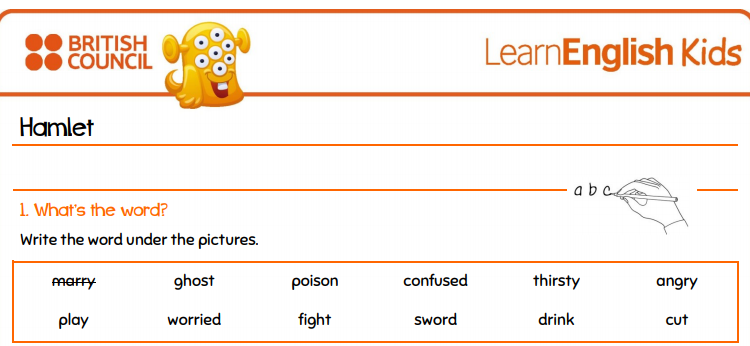 BRITISH
COUNCIL
LearnEnglish Kids
Hamlet
a b c
1. What's the word?
Write the word under the pictures.
marry ghost poison confused thirsty angry
play worried fight sword drink cut